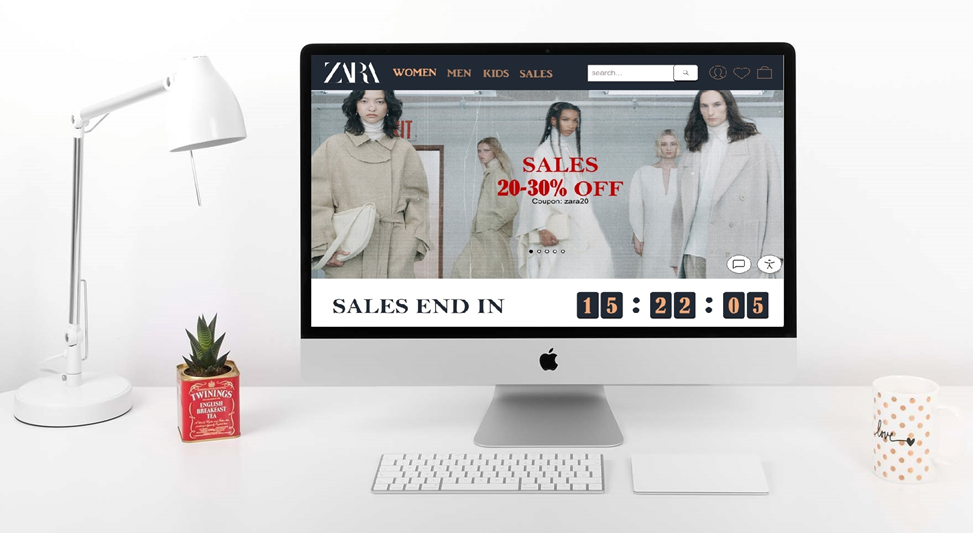 ZARA
WOMEN MEN KIDS SALES
search...
SALES
20-30% OFF
Coupon: zara20
SALES END IN 15 : 22 : 05
TWININGS
ENGLISH
BREAKFAST
TEA
love